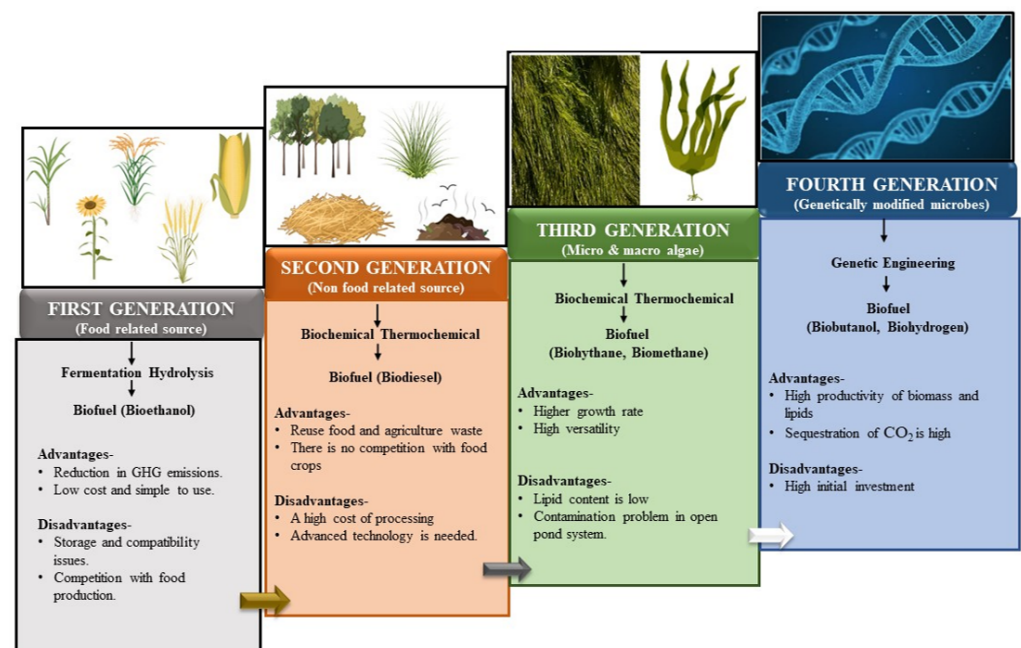 FIRST GENERATION
(Food related source)
Fermentation Hydrolysis
Biofuel (Bioethanol)
Advantages-
• Reduction in GHG emissions.
• Low cost and simple to use.
Disadvantages-
• Storage and compatibility
issues.
• Competition with food
production.
SECOND GENERATION
(Non food related source)
Biochemical Thermochemical
Biofuel (Biodiesel)
Advantages-
• Reuse food and agriculture waste
• There is no competition with food
crops
Disadvantages-
• A high cost of processing
• Advanced technology is needed.
THIRD GENERATION
(Micro & macro algae)
Biochemical Thermochemical
Biofuel
(Biohythane, Biomethane)
Advantages-
• Higher growth rate
• High versatility
Disadvantages-
• Lipid content is low
• Contamination problem in open
pond system.
FOURTH GENERATION
(Genetically modified microbes)
Genetic Engineering
Biofuel
(Biobutanol, Biohydrogen)
Advantages-
• High productivity of biomass and
lipids
• Sequestration of CO₂ is high
Disadvantages-
• High initial investment